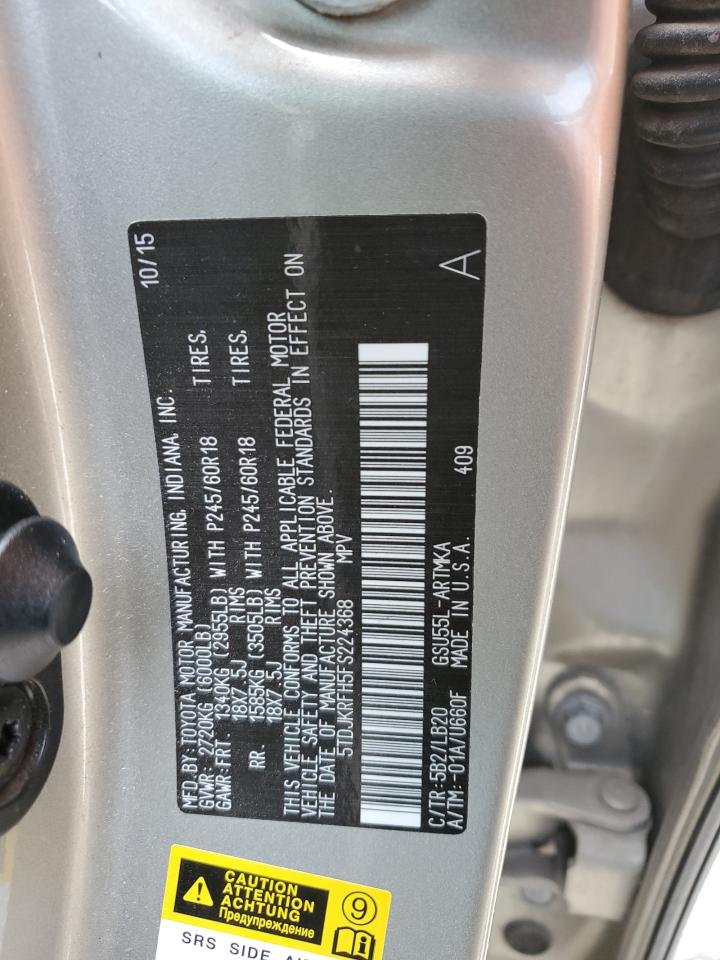 MFD.BY:TOYOTA MOTOR MANUFACTURING, INDIANA, INC. 10/15
GVWR: 2720KG (6000LB)
GAWR:FRT. 1340KG (2955LB) WITH P245/60R18 TIRES,
18X7.5J RIMS
RR. 1585KG (3505LB) WITH P245/60R18 TIRES,
18X7.5J RIMS
THIS VEHICLE CONFORMS TO ALL APPLICABLE FEDERAL MOTOR
VEHICLE SAFETY AND THEFT PREVENTION STANDARDS IN EFFECT ON
THE DATE OF MANUFACTURE SHOWN ABOVE.
5TDJKRFH5FS224368 MPV
C/TR:5B2/LB20 GSU55L-ARTMKA 409
A/TM:-01A/U660F MADE IN U.S.A. A
CAUTION
ATTENTION
ACHTUNG
Предупреждение
9
SRS SIDE